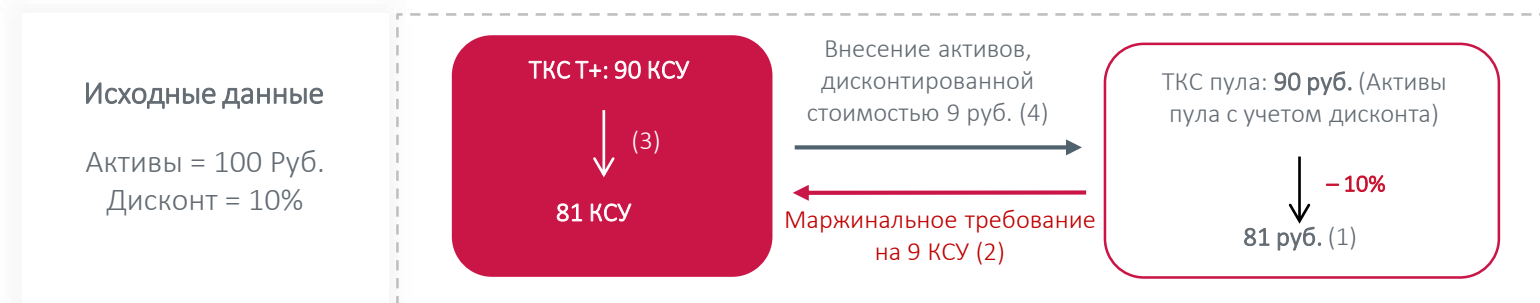 Исходные данные
Активы = 100 Руб.
Дисконт = 10%
ТКС Т+: 90 КСУ
(3)
81 КСУ
Внесение активов,
дисконтированной
стоимостью 9 руб. (4)
Маржинальное требование
на 9 КСУ (2)
ТКС пула: 90 руб. (Активы
пула с учетом дисконта)
– 10%
81 руб. (1)